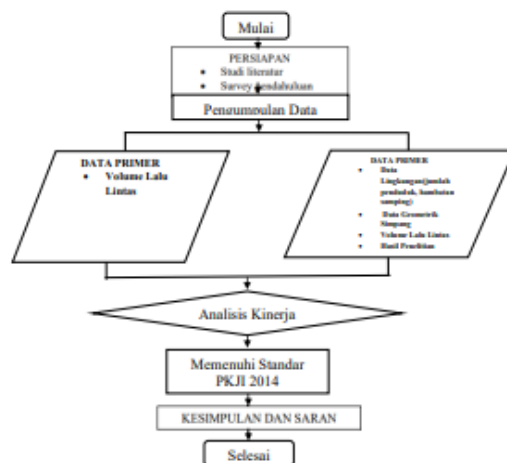 Mulai
PERSIAPAN
• Studi literatur
• Survey pendahuluan
Pengumpulan Data
DATA PRIMER
• Volume Lalu
Lintas
DATA PRIMER
• Data
Lingkungan(jumlah
penduduk, hambatan
samping)
• Data Geometrik
Simpang
• Volume Lalu Lintas
• Hasil Penelitian
Analisis Kinerja
Memenuhi Standar
PKJI 2014
KESIMPULAN DAN SARAN
Selesai